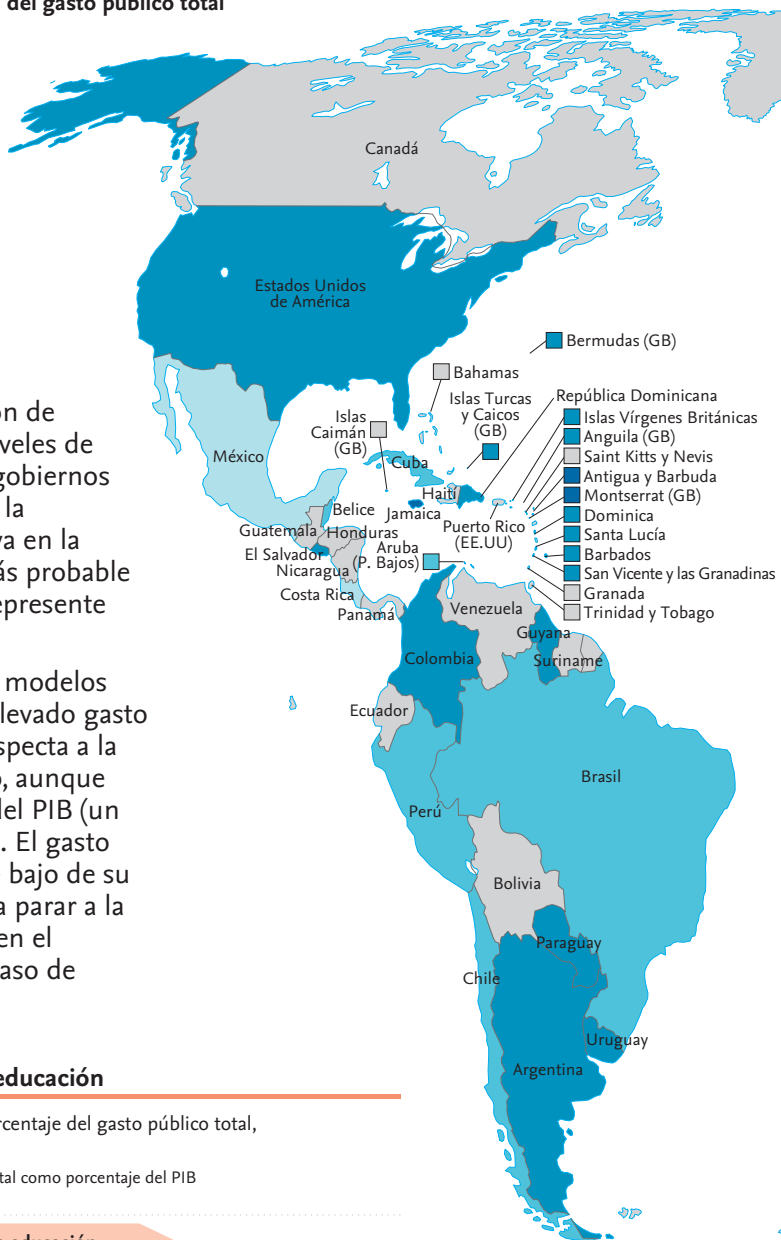 del gasto público total
Canadá
Estados Unidos
de América
Bermudas (GB)
Bahamas
Islas Turcas
y Caicos
(GB)
República Dominicana
Islas Vírgenes Británicas
Anguila (GB)
Saint Kitts y Nevis
Antigua y Barbuda
Montserrat (GB)
Dominica
Santa Lucía
Barbados
San Vicente y las Granadinas
Granada
Trinidad y Tobago
Islas
Caimán
(GB)
México
Cuba
Haití
Belice
Jamaica
Puerto Rico
(EE.UU)
Guatemala
Honduras
El Salvador
Aruba
(P. Bajos)
Nicaragua
Costa Rica
Panamá
Venezuela
Guyana
Suriname
Colombia
Ecuador
Brasil
Perú
Bolivia
Paraguay
Chile
Uruguay
Argentina
ón de
veles de
gobiernos
la
va en la
ás probable
epresente
modelos
levado gasto
specta a la
o, aunque
del PIB (un
. El gasto
bajo de su
a parar a la
en el
aso de
educación
rcentaje del gasto público total,
tal como porcentaje del PIB